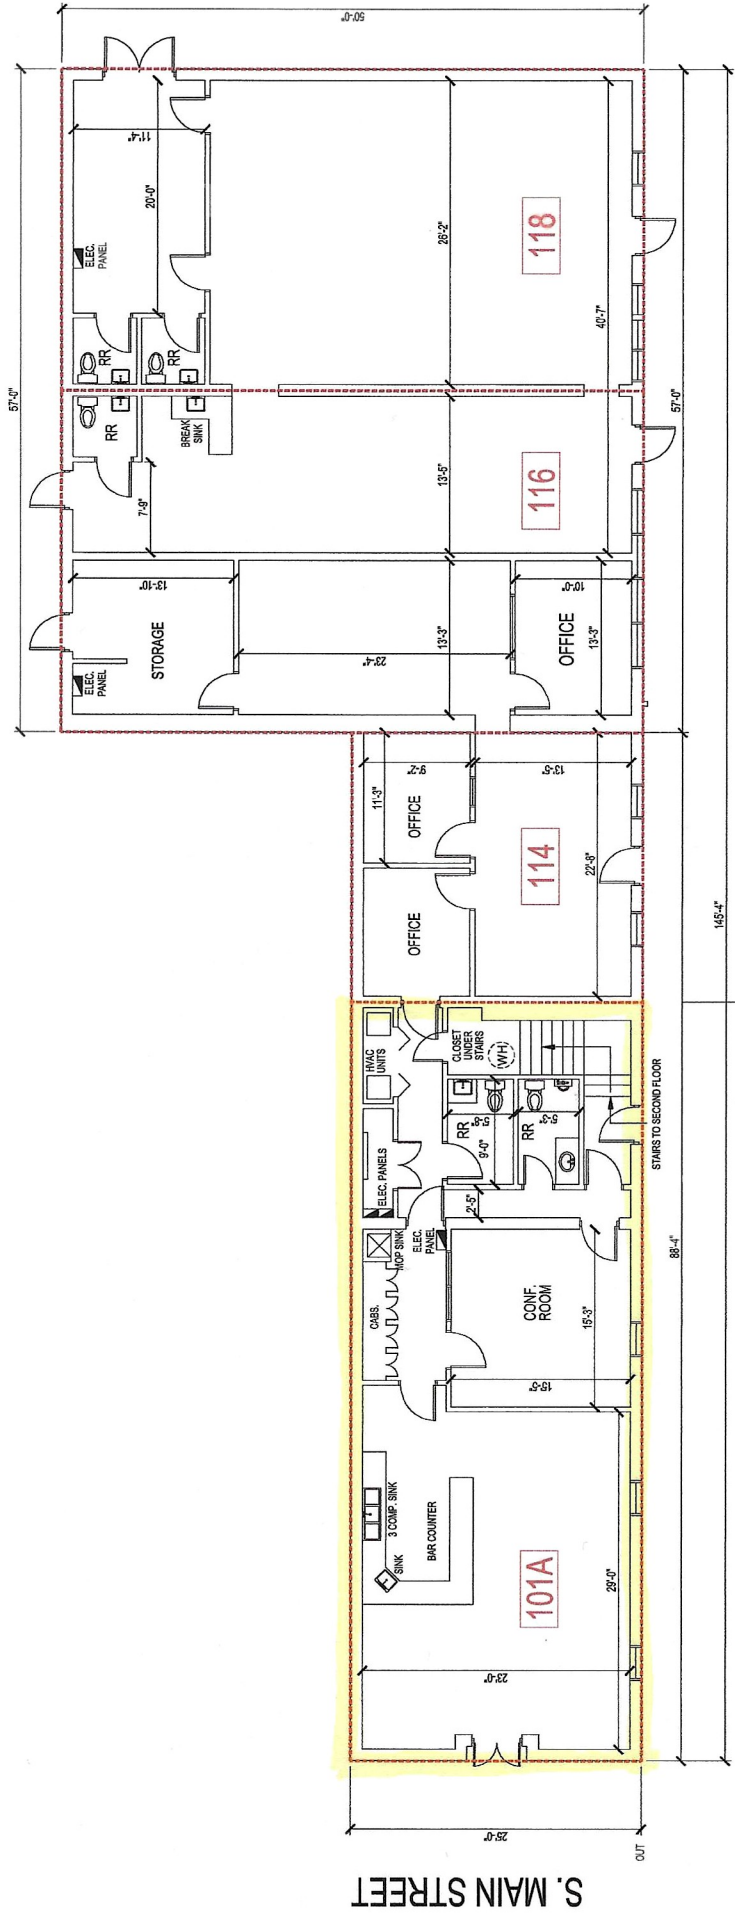 50'-0"
57'-0"
11'-4"
20'-0"
ELEC.
PANEL
26'-2"
118
40'-7"
RR
RR
57'-0"
RR
BREAK
SINK
7'-9"
13'-5"
116
13'-10"
STORAGE
ELEC.
PANEL
23'-4"
13'-3"
10'-0"
OFFICE
13'-3"
9'-2"
11'-3"
OFFICE
13'-5"
114
22'-8"
OFFICE
145'-4"
HVAC
UNITS
CLOSET
UNDER
STAIRS
WH
ELEC. PANELS
RR
5'-8"
9'-0"
RR
5'-3"
STAIRS TO SECOND FLOOR
2'-5"
MOP SINK
ELEC.
PANEL
CABS.
CONF.
ROOM
15'-3"
15'-5"
88'-4"
3 COMP. SINK
SINK
BAR COUNTER
101A
29'-0"
23'-0"
25'-0"
OUT
S. MAIN STREET